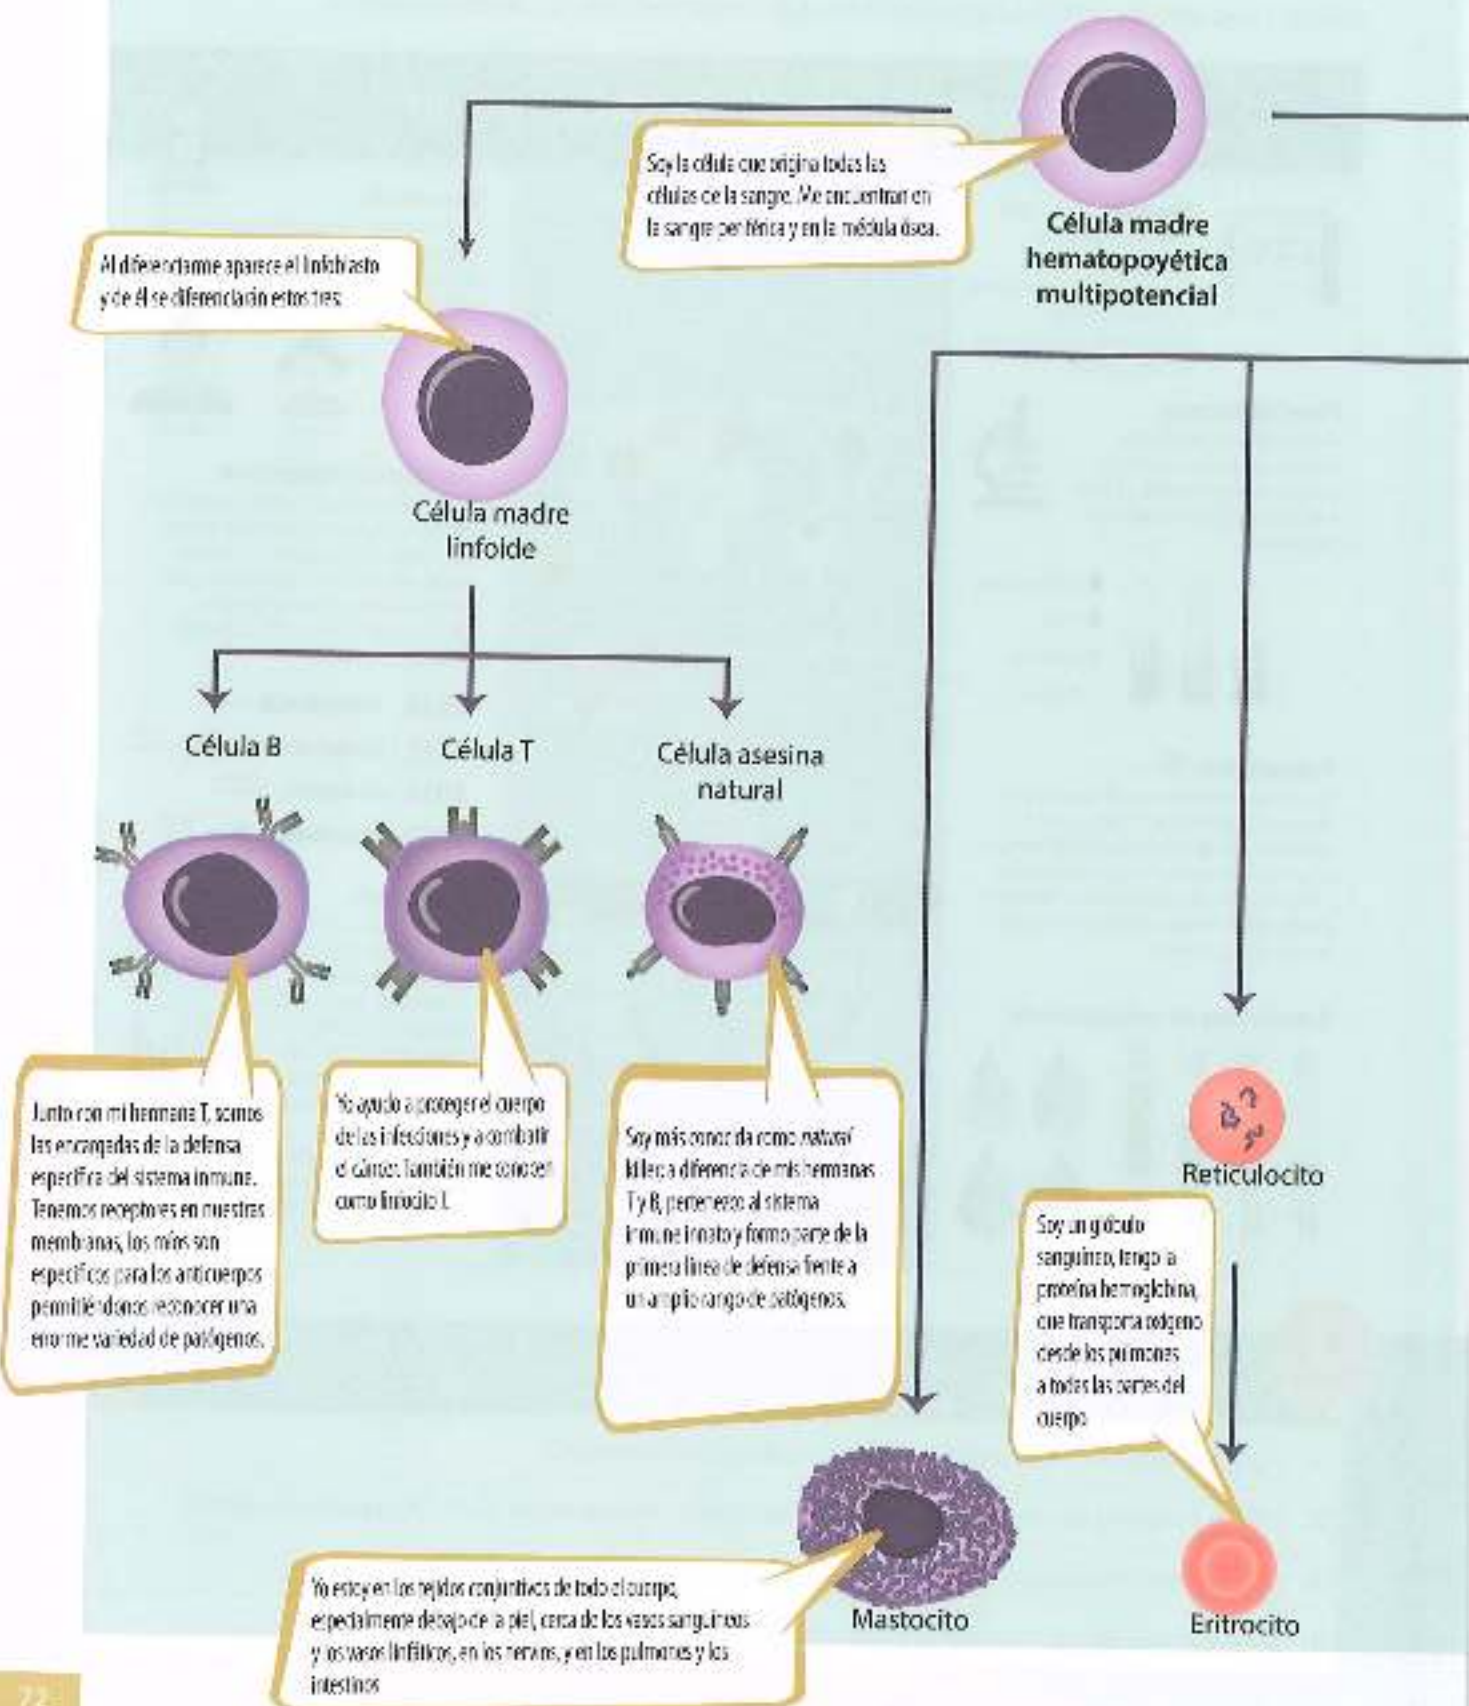 Soy la célula que origina todas las
células de la sangre. Me encuentran en
la sangre periférica y en la médula ósea.
Célula madre
hematopoyética
multipotencial
Al diferenciarme aparece el linfoblasto
y de él se diferenciarán estos tres:
Célula madre
linfoide
Célula B
Célula T
Célula asesina
natural
Junto con mi hermana T, somos
las encargadas de la defensa
específica del sistema inmune.
Tenemos receptores en nuestras
membranas, los míos son
específicos para los anticuerpos
permitiéndonos reconocer una
enorme variedad de patógenos.
Yo ayudo a proteger el cuerpo
de las infecciones y a combatir
el cáncer. También me conocen
como linfocito T.
Soy más conocida como natural
killer, a diferencia de mis hermanas
T y B, pertenezco al sistema
inmune innato y formo parte de la
primera línea de defensa frente a
un amplio rango de patógenos.
Reticulocito
Soy un glóbulo
sanguíneo, tengo la
proteína hemoglobina,
que transporta oxígeno
desde los pulmones
a todas las partes del
cuerpo
Mastocito
Eritrocito
Yo estoy en los tejidos conjuntivos de todo el cuerpo,
especialmente debajo de la piel, cerca de los vasos sanguíneos
y los vasos linfáticos, en los nervios, y en los pulmones y los
intestinos
22